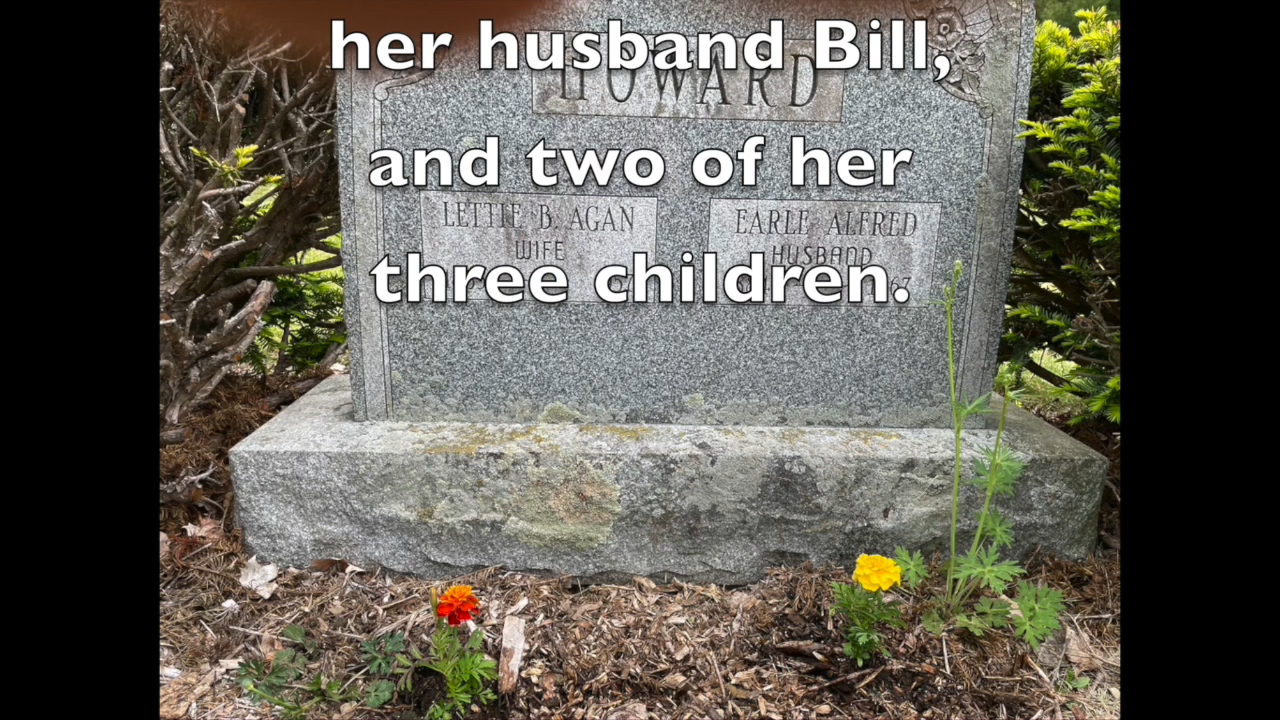 her husband Bill,
HOWARD
and two of her
LETTIE B. AGAN
WIFE
EARLE ALFRED
HUSBAND
three children.